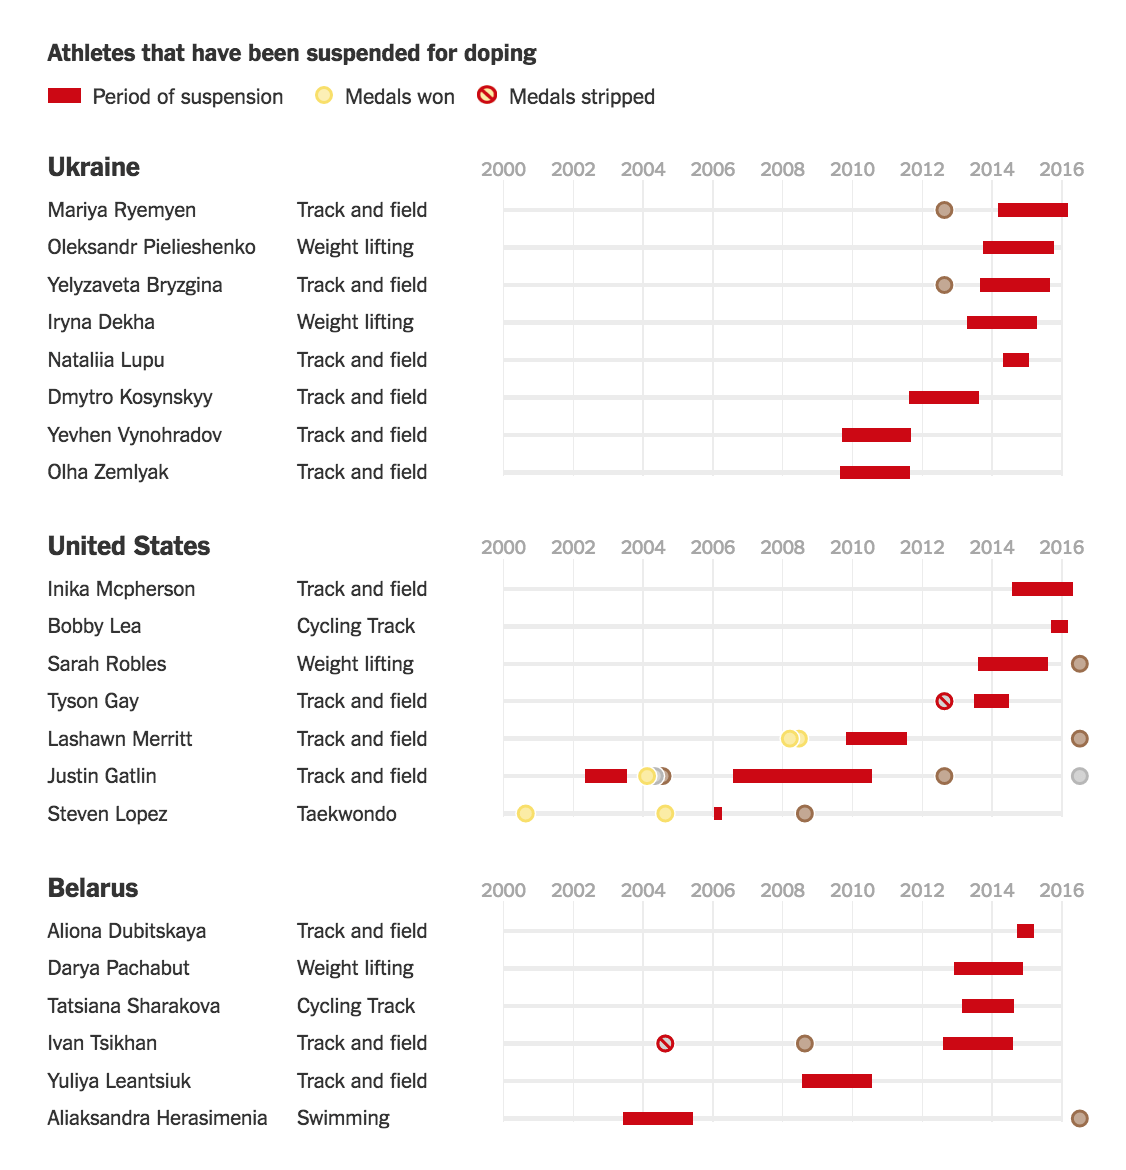 Athletes that have been suspended for doping
Period of suspension Medals won Medals stripped
Ukraine 2000 2002 2004 2006 2008 2010 2012 2014 2016
Mariya Ryemyen Track and field
Oleksandr Pielieshenko Weight lifting
Yelyzaveta Bryzgina Track and field
Iryna Dekha Weight lifting
Nataliia Lupu Track and field
Dmytro Kosynskyy Track and field
Yevhen Vynohradov Track and field
Olha Zemlyak Track and field
United States 2000 2002 2004 2006 2008 2010 2012 2014 2016
Inika Mcpherson Track and field
Bobby Lea Cycling Track
Sarah Robles Weight lifting
Tyson Gay Track and field
Lashawn Merritt Track and field
Justin Gatlin Track and field
Steven Lopez Taekwondo
Belarus 2000 2002 2004 2006 2008 2010 2012 2014 2016
Aliona Dubitskaya Track and field
Darya Pachabut Weight lifting
Tatsiana Sharakova Cycling Track
Ivan Tsikhan Track and field
Yuliya Leantsiuk Track and field
Aliaksandra Herasimenia Swimming